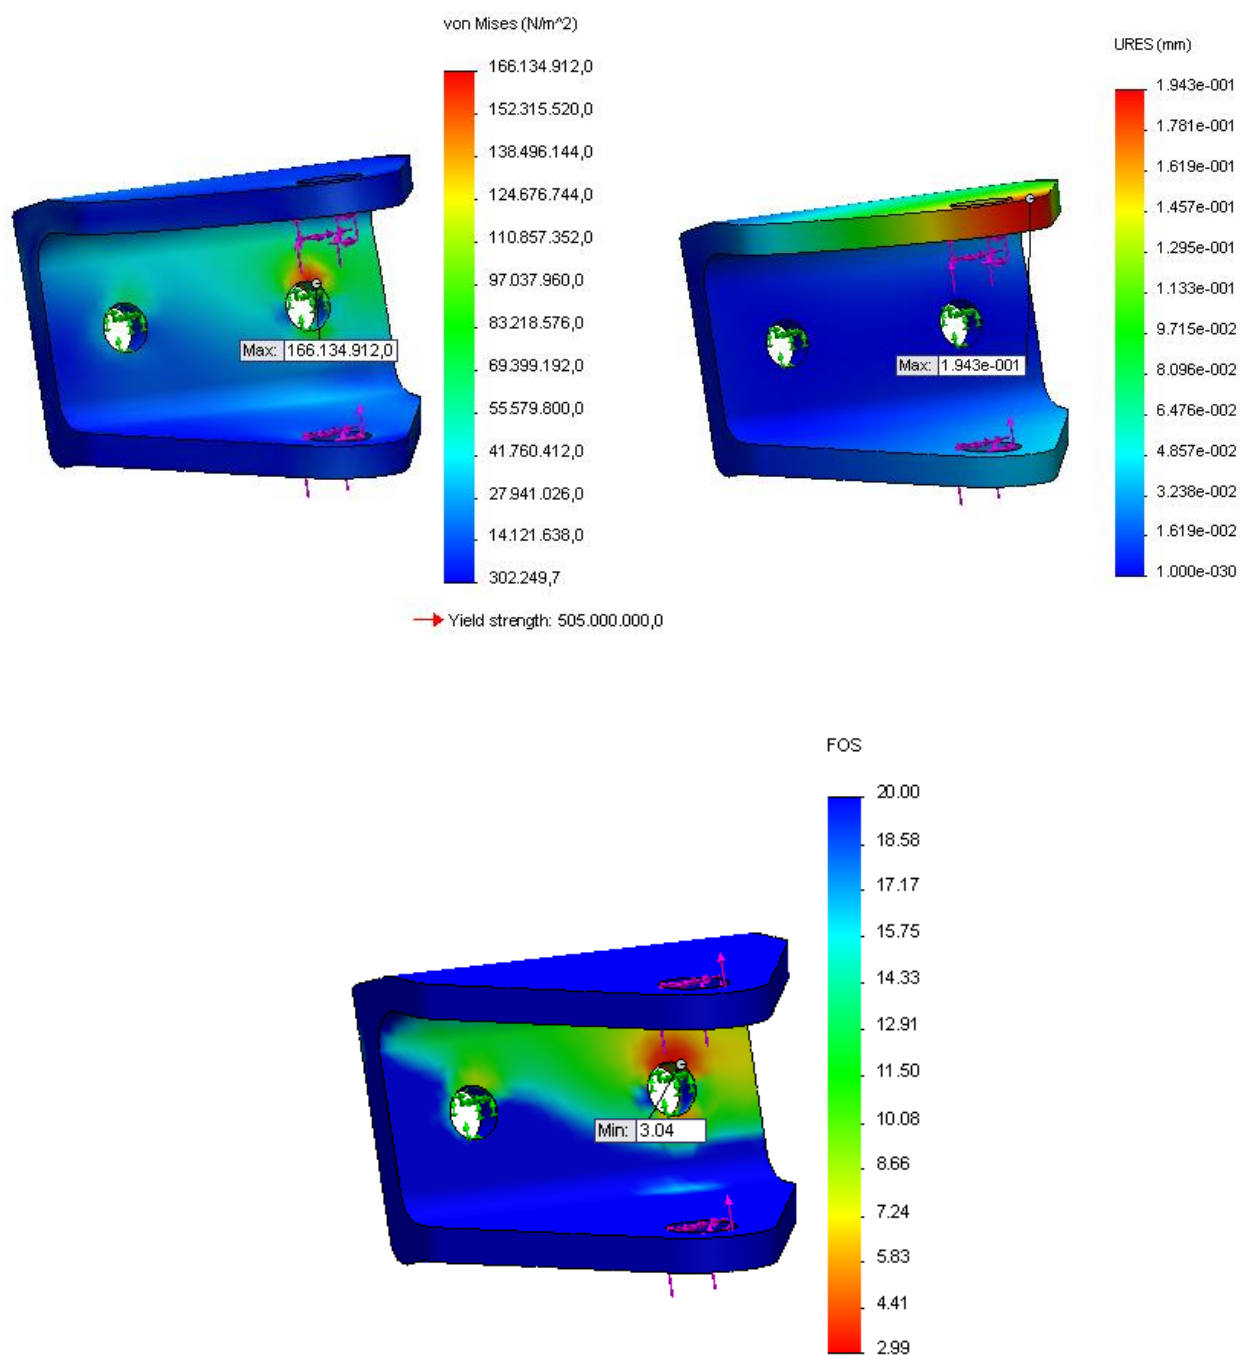 von Mises (N/m^2)
166.134.912,0
152.315.520,0
138.496.144,0
124.676.744,0
110.857.352,0
97.037.960,0
83.218.576,0
69.399.192,0
55.579.800,0
41.760.412,0
27.941.026,0
14.121.638,0
302.249,7
Yield strength: 505.000.000,0
Max: 166.134.912,0
URES (mm)
1.943e-001
1.781e-001
1.619e-001
1.457e-001
1.295e-001
1.133e-001
9.715e-002
8.096e-002
6.476e-002
4.857e-002
3.238e-002
1.619e-002
1.000e-030
Max: 1.943e-001
FOS
20.00
18.58
17.17
15.75
14.33
12.91
11.50
10.08
8.66
7.24
5.83
4.41
2.99
Min: 3.04